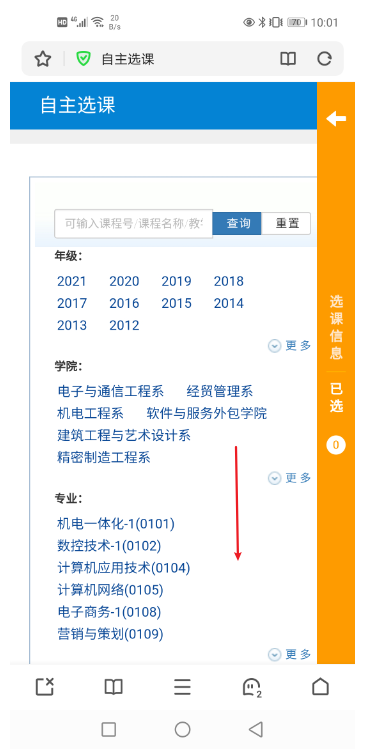 HD 4G 20 B/s 70 10:01
自主选课
自主选课
可输入课程号/课程名称/教 查询 重置
年级：
2021 2020 2019 2018
2017 2016 2015 2014
2013 2012
更多
学院：
电子与通信工程系 经贸管理系
机电工程系 软件与服务外包学院
建筑工程与艺术设计系
精密制造工程系
更多
专业：
机电一体化-1(0101)
数控技术-1(0102)
计算机应用技术(0104)
计算机网络(0105)
电子商务-1(0108)
营销与策划(0109)
更多
选课信息
已选
0
2